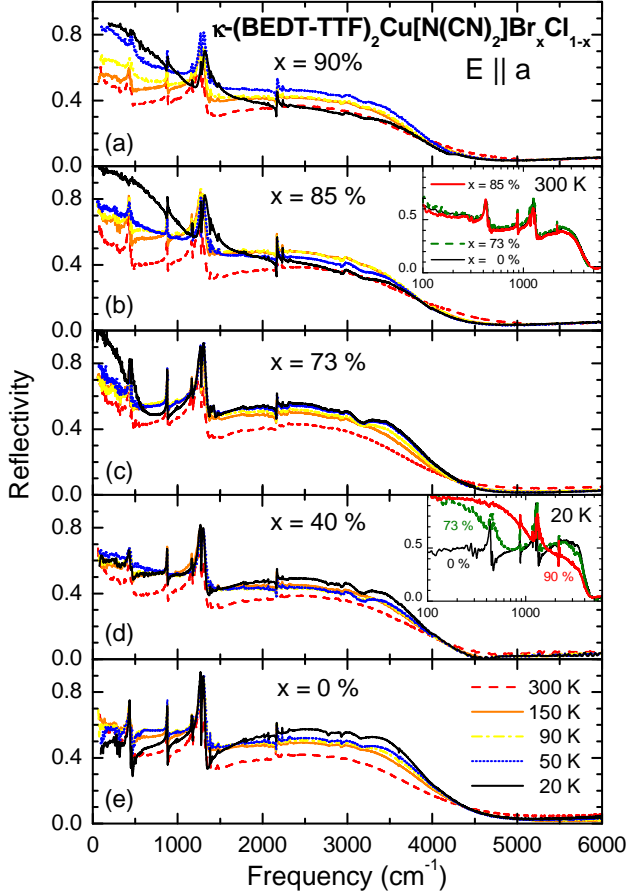 κ-(BEDT-TTF)₂Cu[N(CN)₂]BrₓCl₁₋ₓ
x = 90%
E || a
0.8
0.4
0.0
(a)
x = 85 %
0.8
0.4
0.0
(b)
x = 85 %
300 K
x = 73 %
x = 0 %
0.5
0.0
100
1000
x = 73 %
0.8
0.4
0.0
(c)
Reflectivity
x = 40 %
0.8
0.4
0.0
(d)
20 K
73 %
0 %
90 %
0.5
0.0
100
1000
x = 0 %
0.8
0.4
0.0
(e)
300 K
150 K
90 K
50 K
20 K
0 1000 2000 3000 4000 5000 6000
Frequency (cm⁻¹)